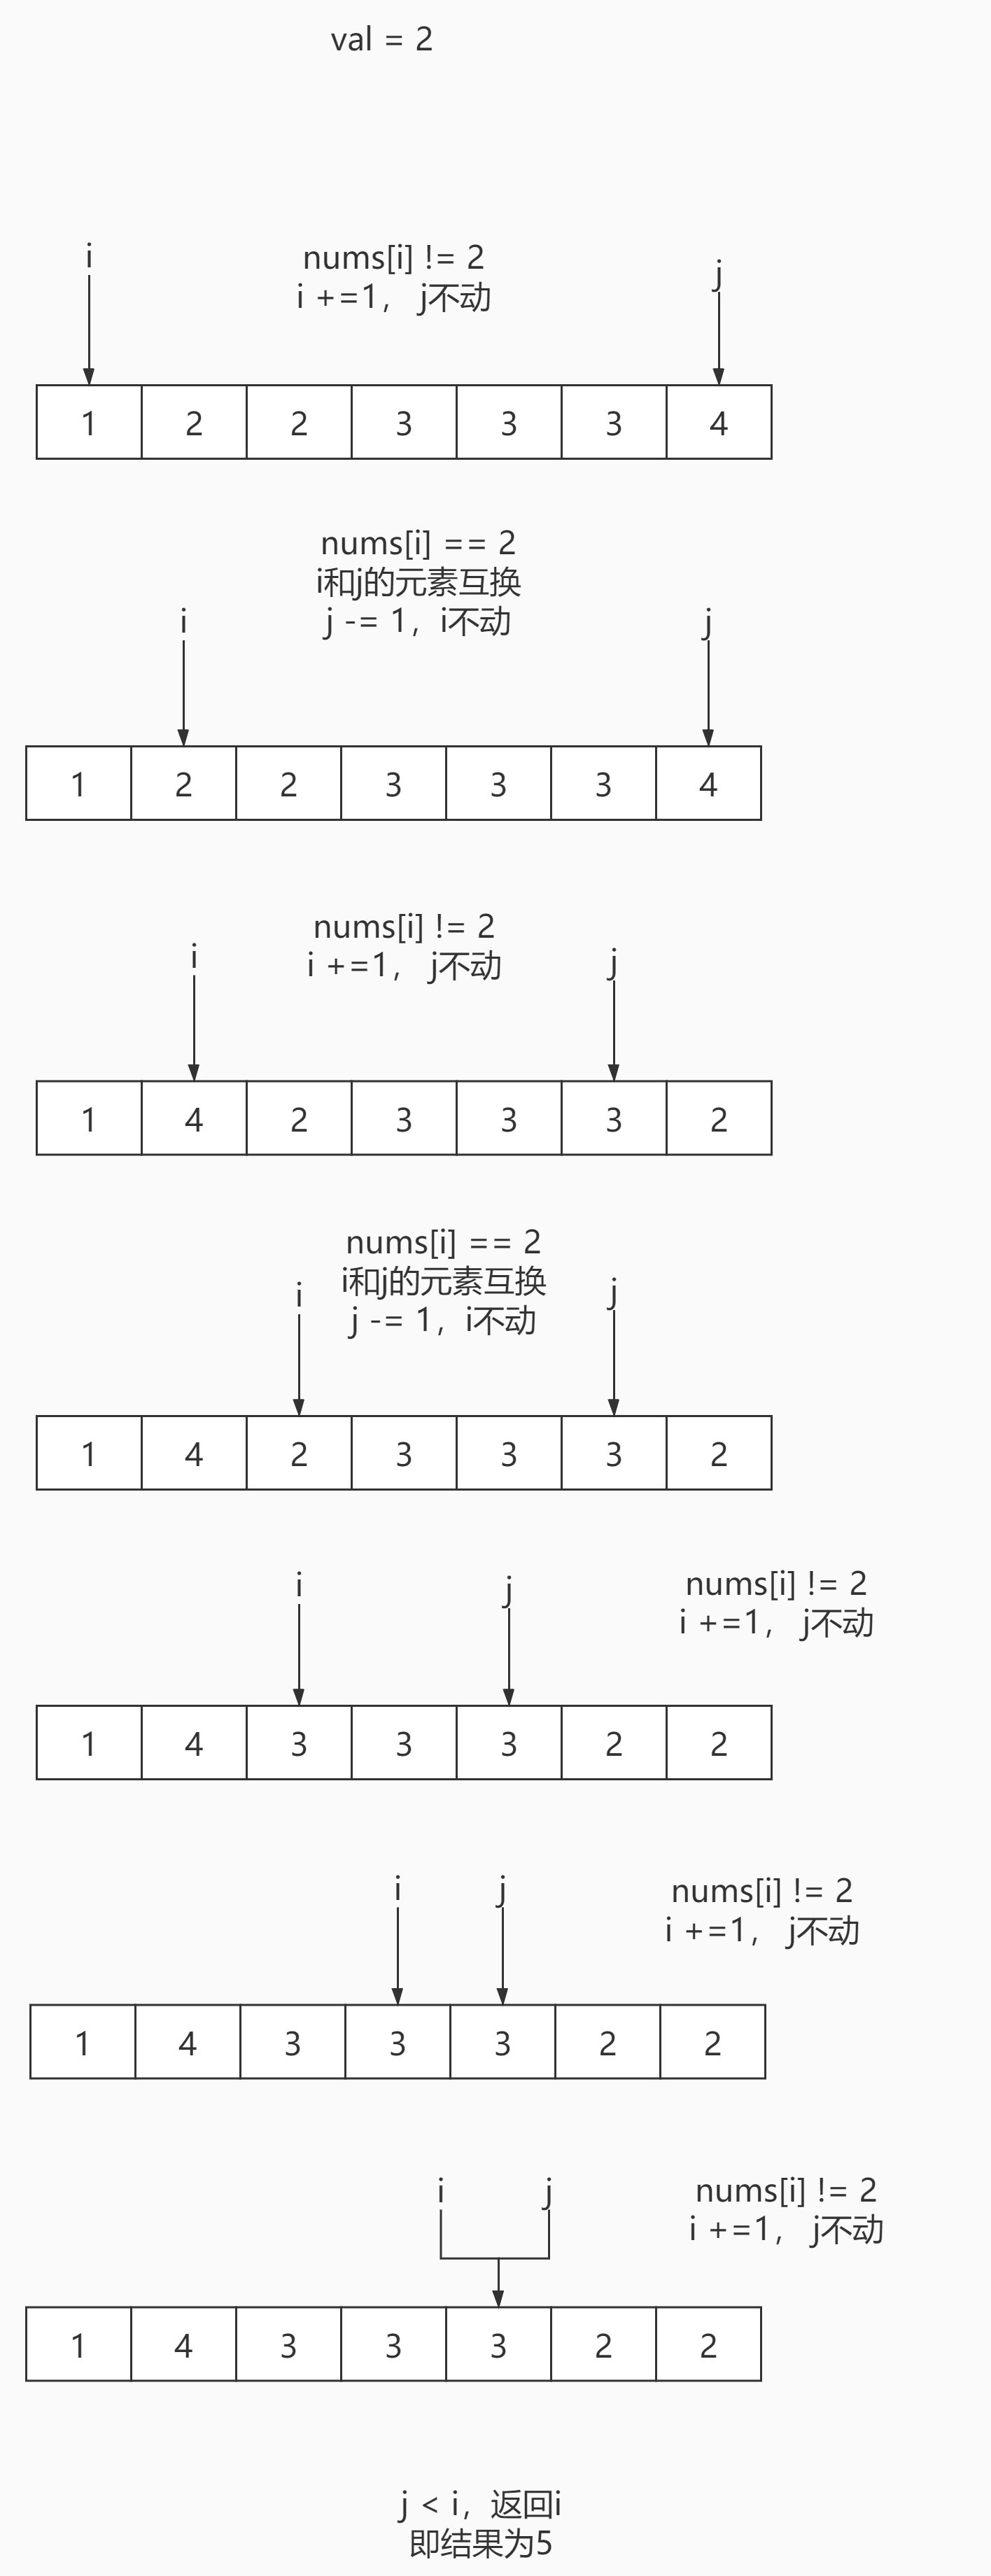 val = 2
i
nums[i] != 2
i +=1， j不动
j
1 2 2 3 3 3 4
nums[i] == 2
i和j的元素互换
j -= 1，i不动
i
j
1 2 2 3 3 3 4
nums[i] != 2
i +=1， j不动
i
j
1 4 2 3 3 3 2
nums[i] == 2
i和j的元素互换
j -= 1，i不动
i
j
1 4 2 3 3 3 2
i
j
nums[i] != 2
i +=1， j不动
1 4 3 3 3 2 2
i
j
nums[i] != 2
i +=1， j不动
1 4 3 3 3 2 2
i
j
nums[i] != 2
i +=1， j不动
1 4 3 3 3 2 2
j < i，返回i
即结果为5